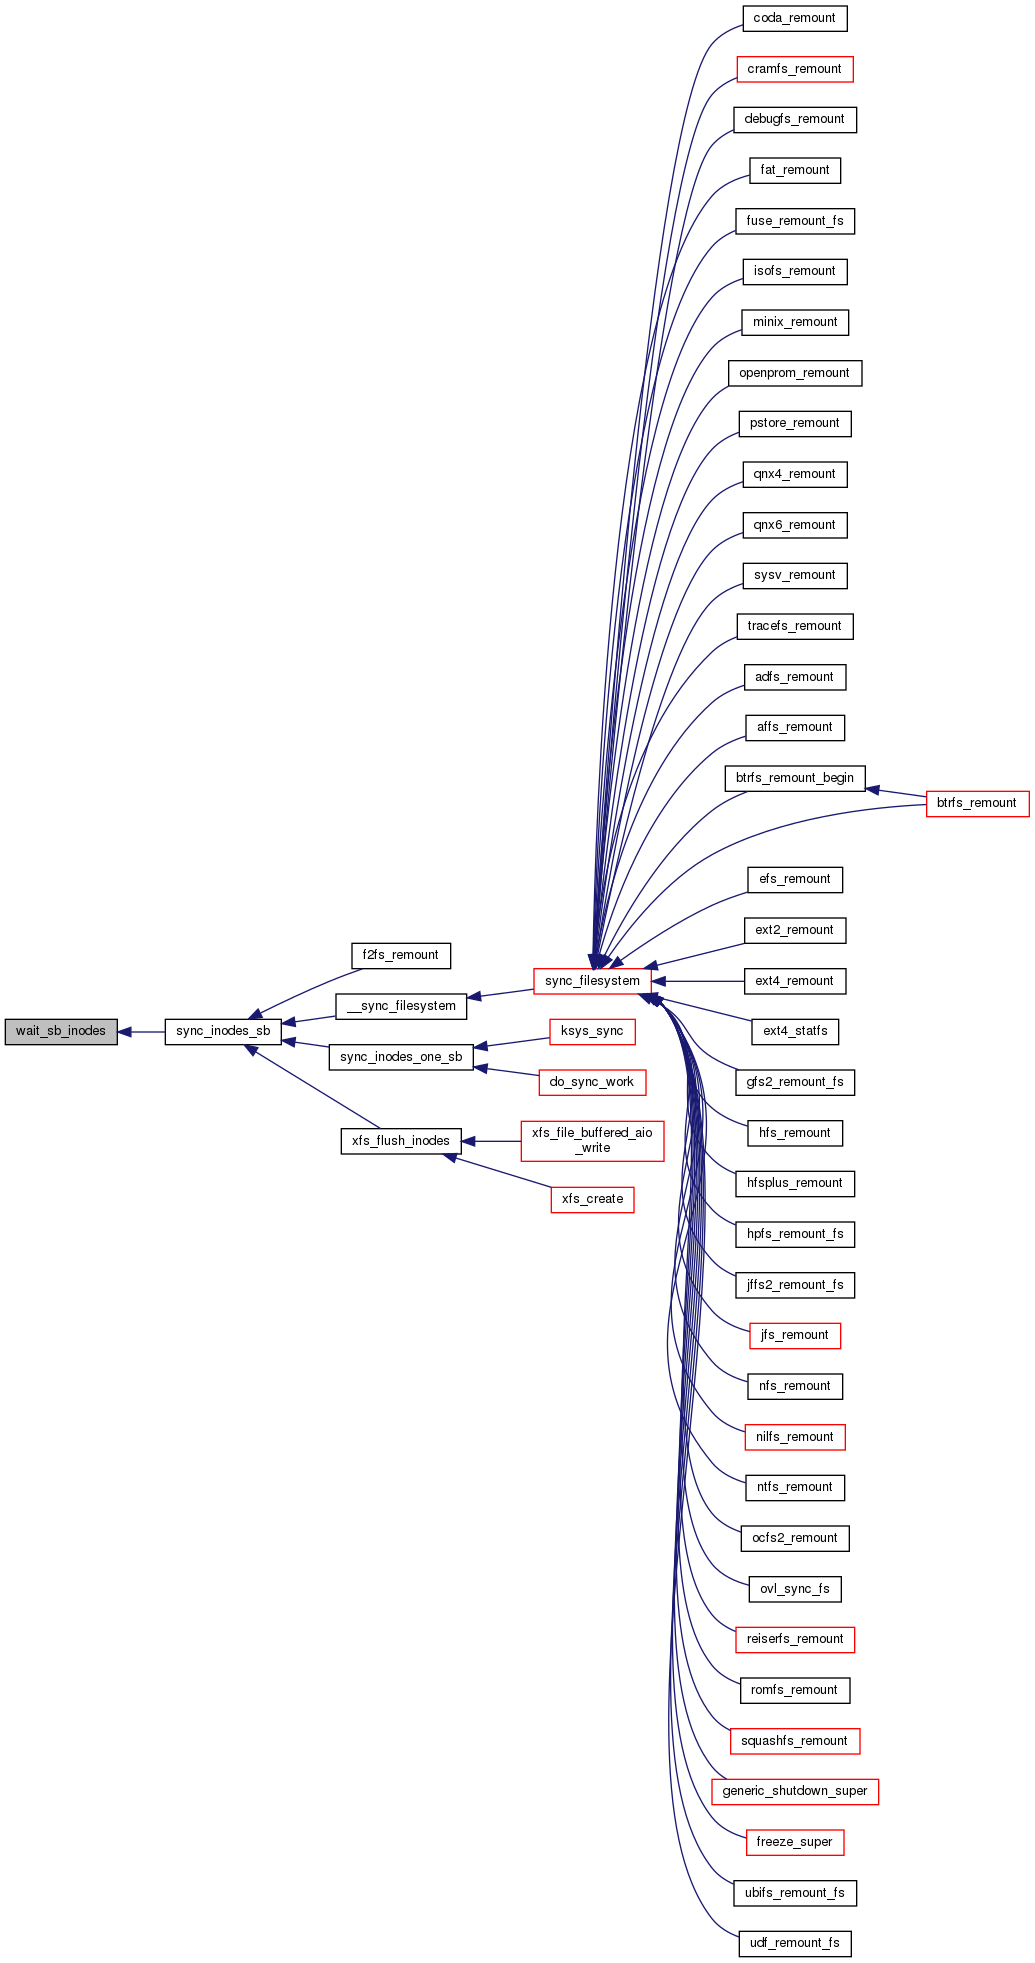 coda_remount
cramfs_remount
debugfs_remount
fat_remount
fuse_remount_fs
isofs_remount
minix_remount
openprom_remount
pstore_remount
qnx4_remount
qnx6_remount
sysv_remount
tracefs_remount
adfs_remount
affs_remount
btrfs_remount_begin
btrfs_remount
efs_remount
ext2_remount
f2fs_remount
sync_filesystem
ext4_remount
__sync_filesystem
wait_sb_inodes
sync_inodes_sb
ksys_sync
ext4_statfs
sync_inodes_one_sb
do_sync_work
gfs2_remount_fs
xfs_flush_inodes
xfs_file_buffered_aio
_write
hfs_remount
xfs_create
hfsplus_remount
hpfs_remount_fs
jffs2_remount_fs
jfs_remount
nfs_remount
nilfs_remount
ntfs_remount
ocfs2_remount
ovl_sync_fs
reiserfs_remount
romfs_remount
squashfs_remount
generic_shutdown_super
freeze_super
ubifs_remount_fs
udf_remount_fs